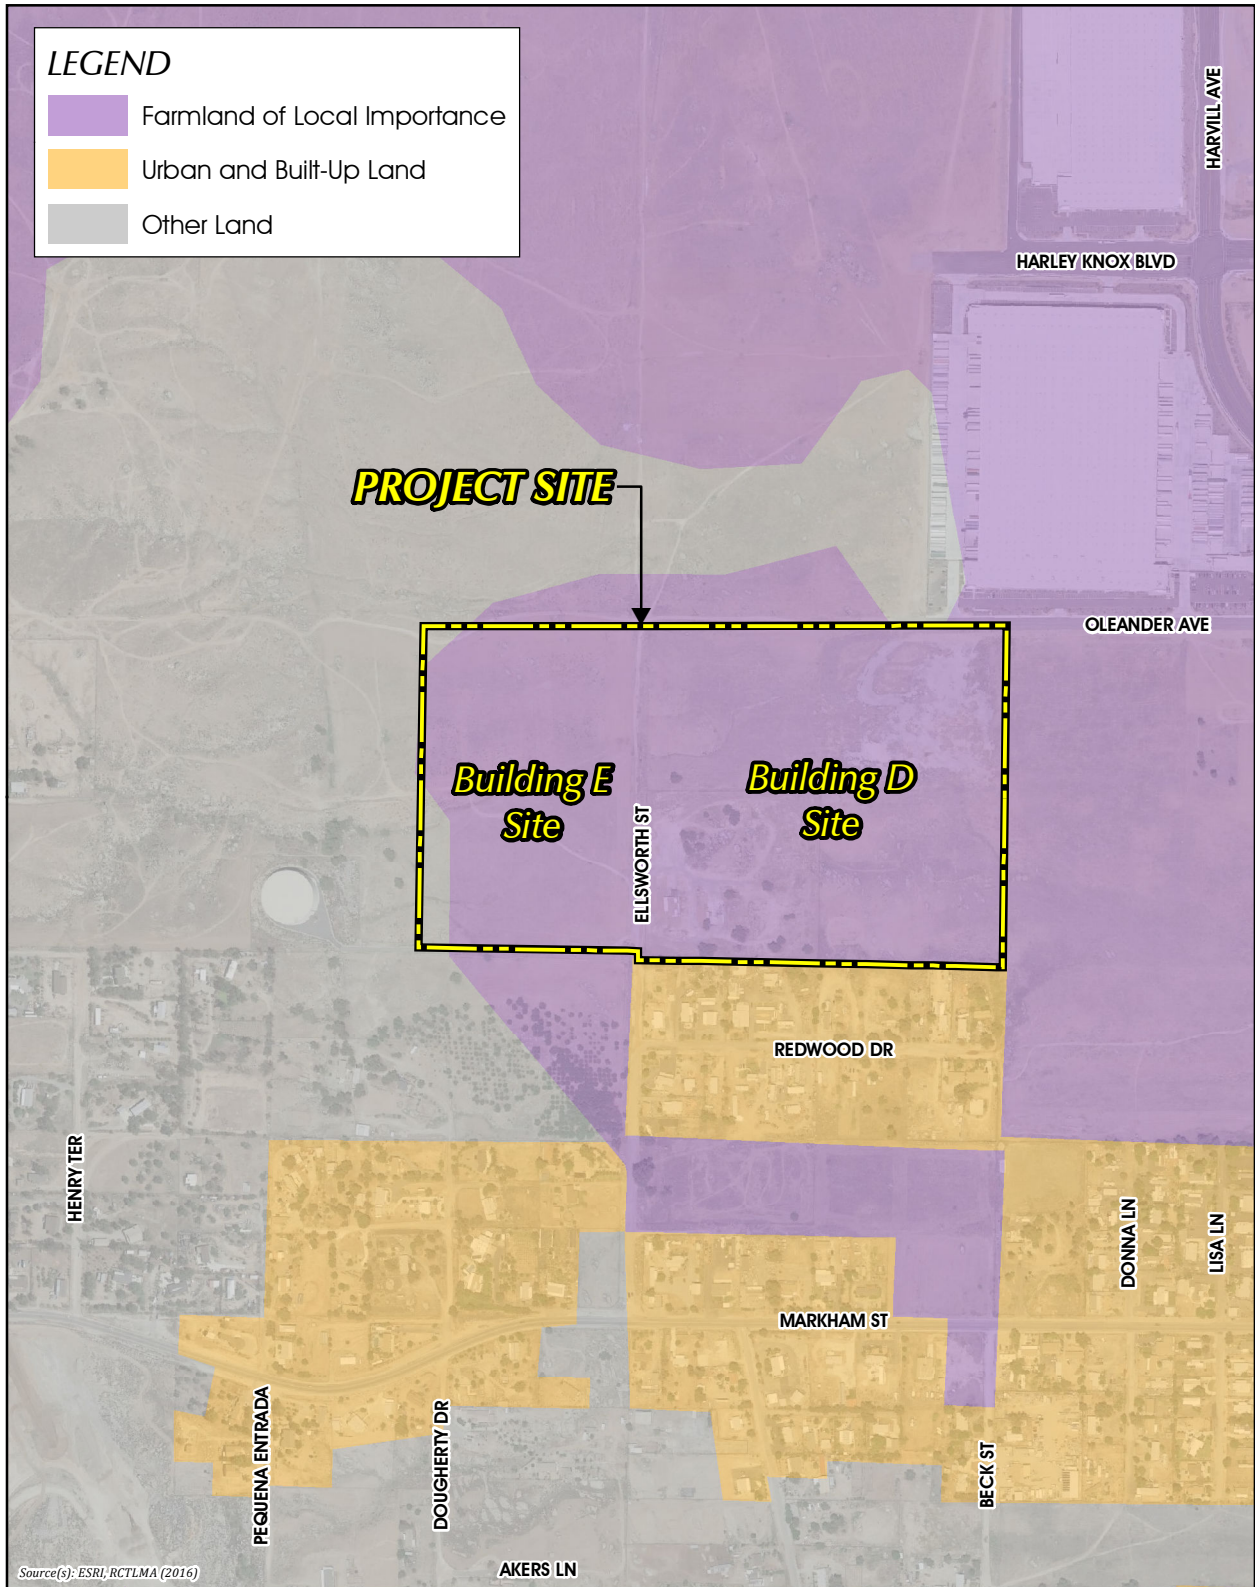 LEGEND
Farmland of Local Importance
Urban and Built-Up Land
Other Land
HARVILL AVE
HARLEY KNOX BLVD
PROJECT SITE
OLEANDER AVE
Building E
Site
Building D
Site
ELLSWORTH ST
REDWOOD DR
HENRY TER
DONNA LN
LISA LN
MARKHAM ST
PEQUENA ENTRADA
DOUGHERTY DR
BECK ST
AKERS LN
Source(s): ESRI, RCTLMA (2016)